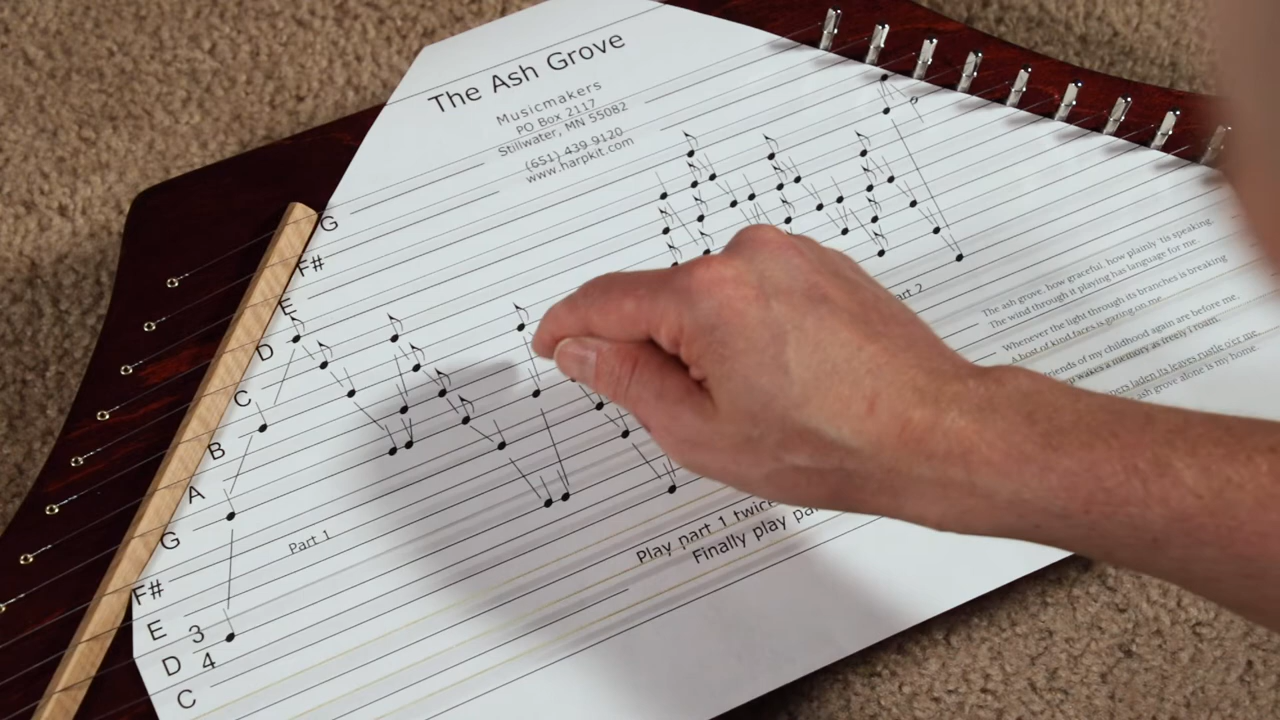 The Ash Grove
Musicmakers
PO Box 2117
Stillwater, MN 55082
(651) 439 9120
www.harpkit.com
G
F#
E
D
C
B
A
G
F#
E
D
C
3
4
Part 1
art 2
Play part 1 twice
Finally play pa
The ash grove, how graceful, how plainly 'tis speaking
The wind through it playing has language for me.
Whenever the light through its branches is breaking
A host of kind faces is gazing on me.
friends of my childhood again are before me,
wakes a memory as freely I roam.
laden its leaves rustle o'er me,
ash grove alone is my home.